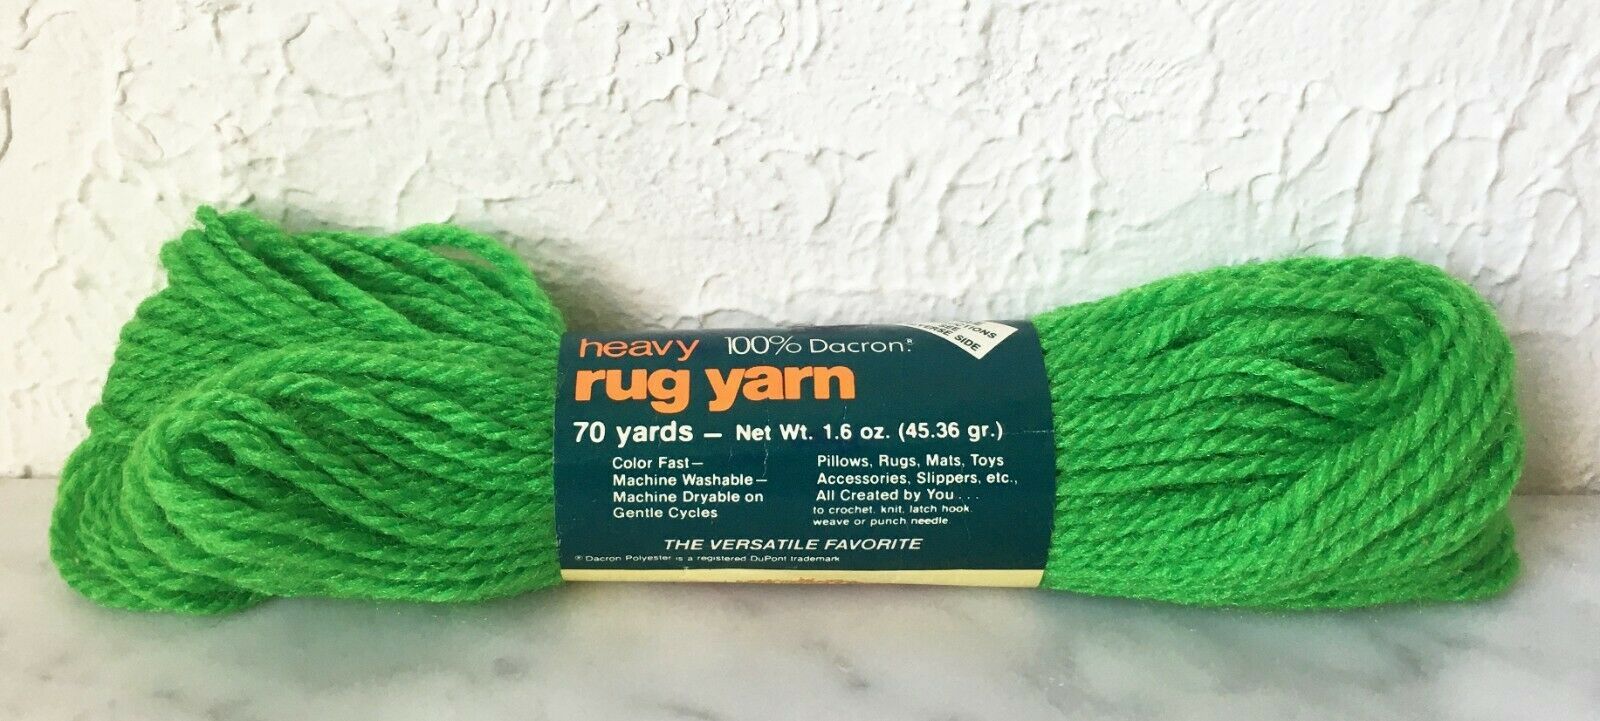 heavy 100% Dacron.®
rug yarn
SEE
SIDE
70 yards — Net Wt. 1.6 oz. (45.36 gr.)
Color Fast—
Machine Washable—
Machine Dryable on
Gentle Cycles
Pillows, Rugs, Mats, Toys
Accessories, Slippers, etc.,
All Created by You . . .
to crochet, knit, latch hook,
weave or punch needle.
THE VERSATILE FAVORITE
® Dacron Polyester is a registered DuPont trademark